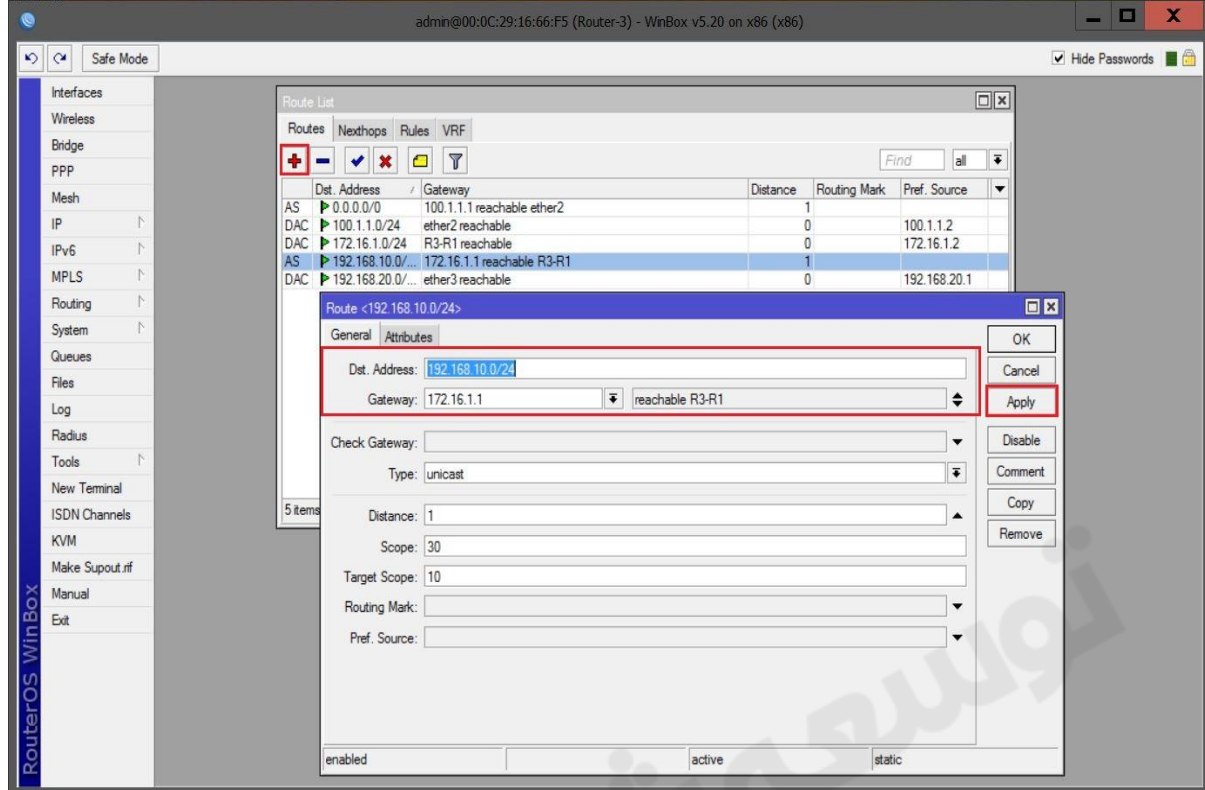 admin@00:0C:29:16:66:F5 (Router-3) - WinBox v5.20 on x86 (x86)
Safe Mode
Hide Passwords
Interfaces
Wireless
Bridge
PPP
Mesh
IP
IPv6
MPLS
Routing
System
Queues
Files
Log
Radius
Tools
New Terminal
ISDN Channels
KVM
Make Supout.rif
Manual
Exit
RouterOS WinBox
Route List
Routes Nexthops Rules VRF
Find all
Dst. Address / Gateway Distance Routing Mark Pref. Source
AS 0.0.0.0/0 100.1.1.1 reachable ether2 1
DAC 100.1.1.0/24 ether2 reachable 0 100.1.1.2
DAC 172.16.1.0/24 R3-R1 reachable 0 172.16.1.2
AS 192.168.10.0/... 172.16.1.1 reachable R3-R1 1
DAC 192.168.20.0/... ether3 reachable 0 192.168.20.1
5 items
Route <192.168.10.0/24>
General Attributes
Dst. Address: 192.168.10.0/24
Gateway: 172.16.1.1 reachable R3-R1
Check Gateway:
Type: unicast
Distance: 1
Scope: 30
Target Scope: 10
Routing Mark:
Pref. Source:
OK
Cancel
Apply
Disable
Comment
Copy
Remove
enabled active static